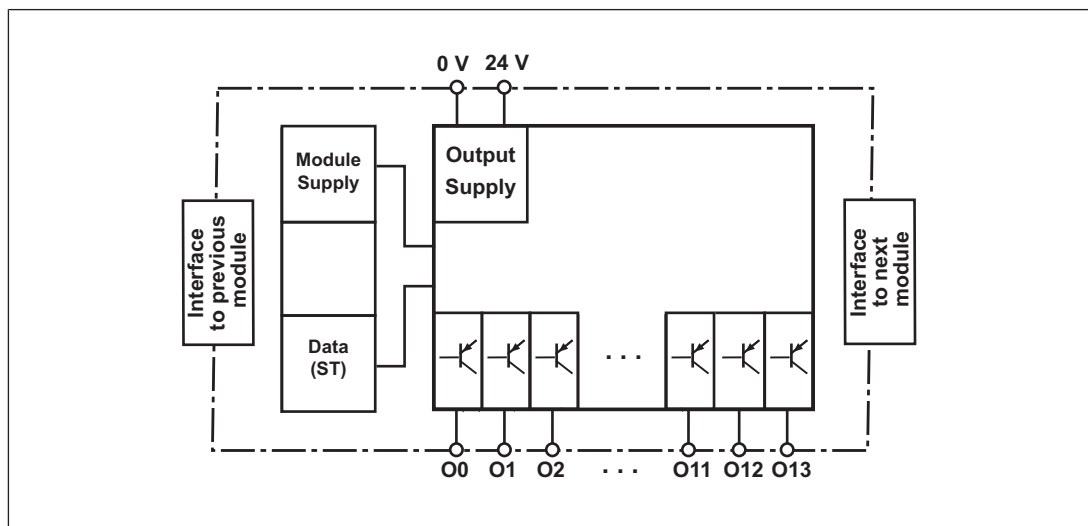 0 V 24 V
Module
Supply
Output
Supply
Interface
to previous
module
Interface
to next
module
Data
(ST)
. . .
O0 O1 O2 . . . O11 O12 O13